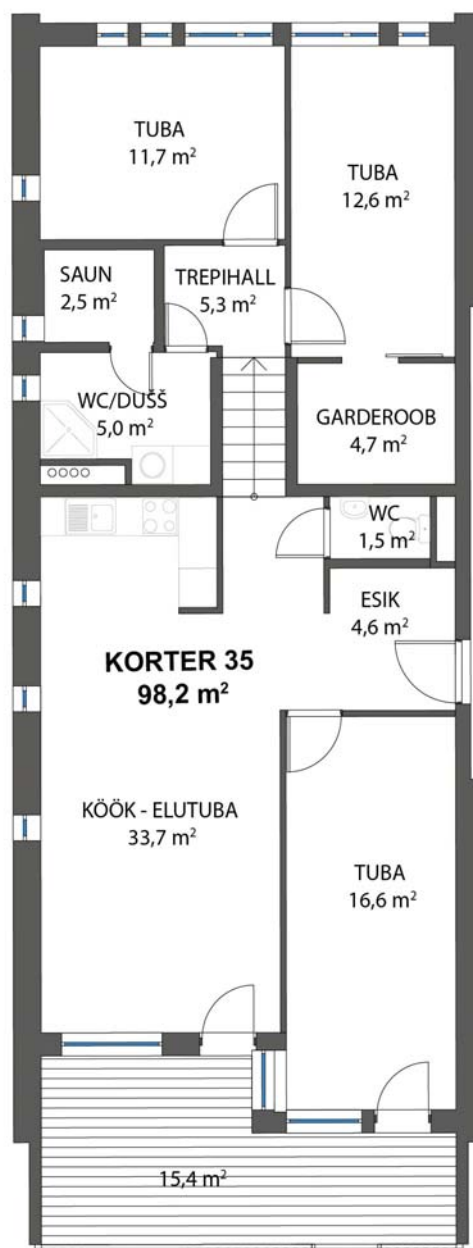 TUBA
11,7 m²
TUBA
12,6 m²
SAUN
2,5 m²
TREPIHALL
5,3 m²
WC/DUŠŠ
5,0 m²
GARDEROOB
4,7 m²
WC
1,5 m²
ESIK
4,6 m²
KORTER 35
98,2 m²
KÖÖK - ELUTUBA
33,7 m²
TUBA
16,6 m²
15,4 m²